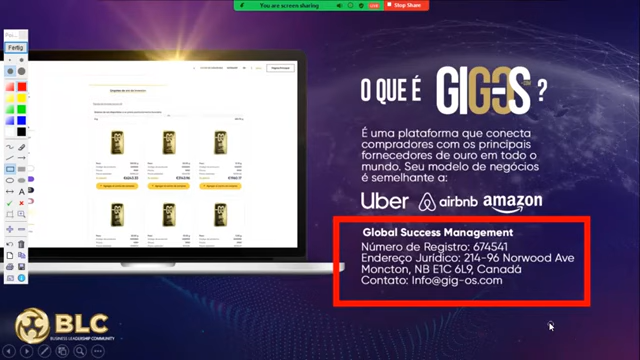 You are screen sharing
Stop Share
Fertig
O QUE É GIGOS ?
É uma plataforma que conecta
compradores com os principais
fornecedores de ouro em todo o
mundo. Seu modelo de negócios
é semelhante a:
Uber airbnb amazon
Global Success Management
Número de Registro: 674541
Endereço Jurídico: 214-96 Norwood Ave
Moncton, NB E1C 6L9, Canadá
Contato: Info@gig-os.com
BLC
BUSINESS LEADERSHIP COMMUNITY